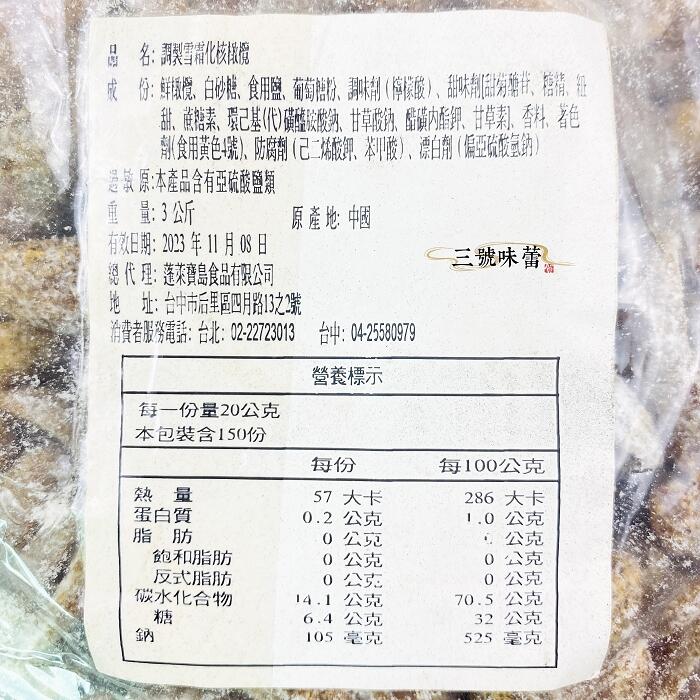 品 名: 調製雪霜化核橄欖
成 份: 鮮橄欖、白砂糖、食用鹽、葡萄糖粉、調味劑(檸檬酸)、甜味劑[甜菊醣苷、糖精、紐
甜、蔗糖素、環己基(代)磺醯胺酸鈉、甘草酸鈉、醋磺內酯鉀、甘草素]、香料、著色
劑(食用黃色4號)、防腐劑(己二烯酸鉀、苯甲酸)、漂白劑(偏亞硫酸氫鈉)
過敏原:本產品含有亞硫酸鹽類
重 量: 3 公斤 原產地: 中國
有效日期: 2023 年 11 月 08 日
三號味蕾
總代理: 蓬萊寶島食品有限公司
地 址: 台中市后里區四月路13之2號
消費者服務電話: 台北: 02-22723013 台中: 04-25580979
營養標示
每一份量20公克
本包裝含150份
每份 每100公克
熱 量 57 大卡 286 大卡
蛋白質 0.2 公克 1.0 公克
脂 肪 0 公克 公克
飽和脂肪 0 公克 0 公克
反式脂肪 0 公克 0 公克
碳水化合物 14.1 公克 70.5 公克
糖 6.4 公克 32 公克
鈉 105 毫克 525 毫克